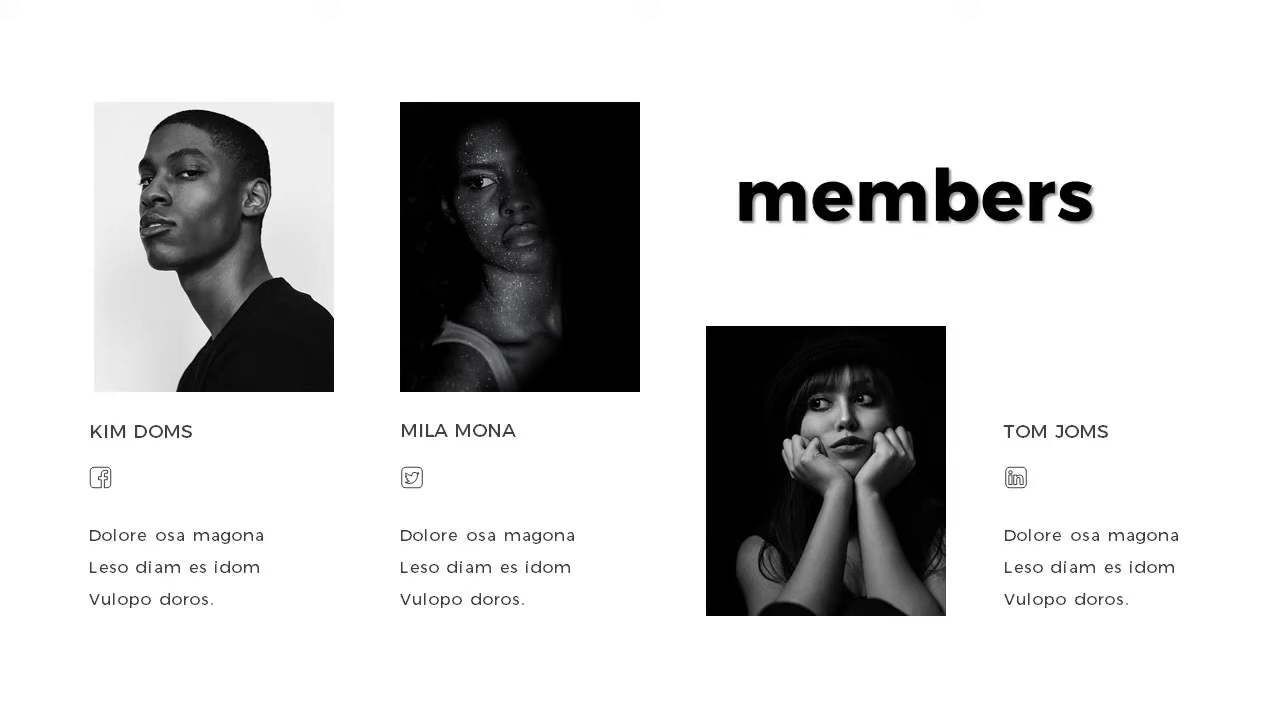 members
KIM DOMS
Dolore osa magona
Leso diam es idom
Vulopo doros.
MILA MONA
Dolore osa magona
Leso diam es idom
Vulopo doros.
TOM JOMS
in
Dolore osa magona
Leso diam es idom
Vulopo doros.